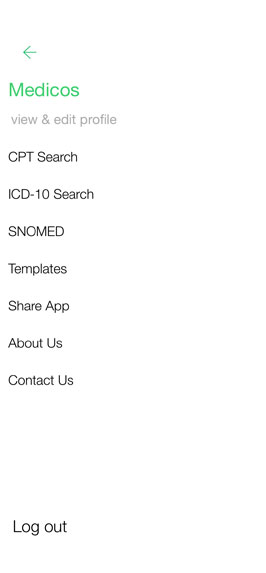 Medicos
view & edit profile
CPT Search
ICD-10 Search
SNOMED
Templates
Share App
About Us
Contact Us
Log out